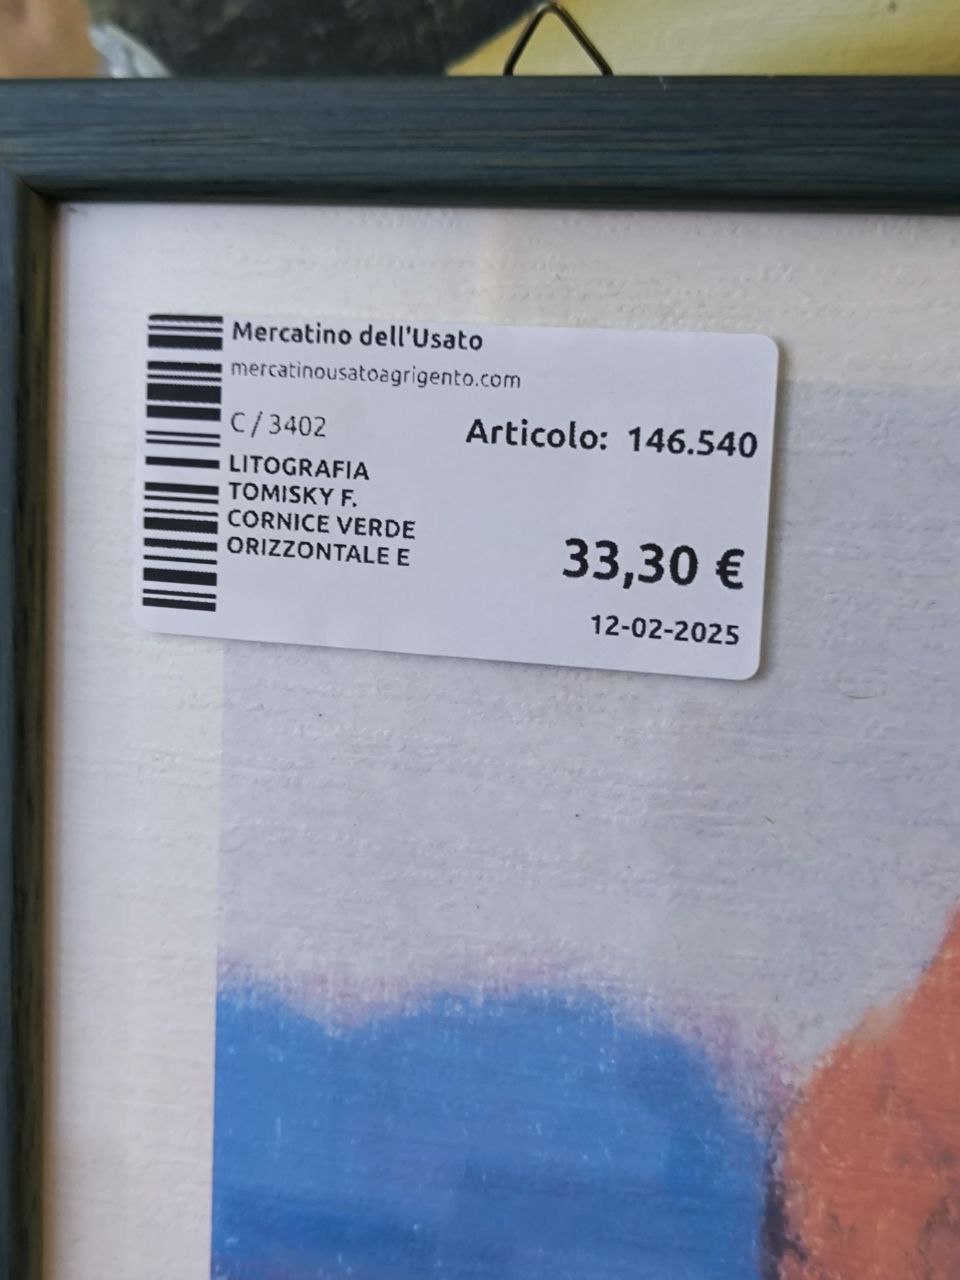 Mercatino dell'Usato
mercatinousatoagrigento.com
C / 3402
Articolo: 146.540
LITOGRAFIA
TOMISKY F.
CORNICE VERDE
ORIZZONTALE E
33,30 €
12-02-2025